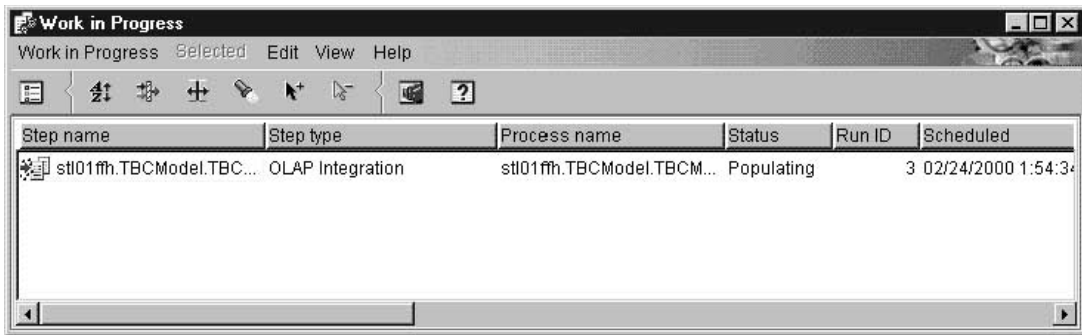 Work in Progress
Work in Progress Selected Edit View Help
Step name Step type Process name Status Run ID Scheduled
stl01ffh.TBCModel.TBC... OLAP Integration stl01ffh.TBCModel.TBCM... Populating 3 02/24/2000 1:54:34